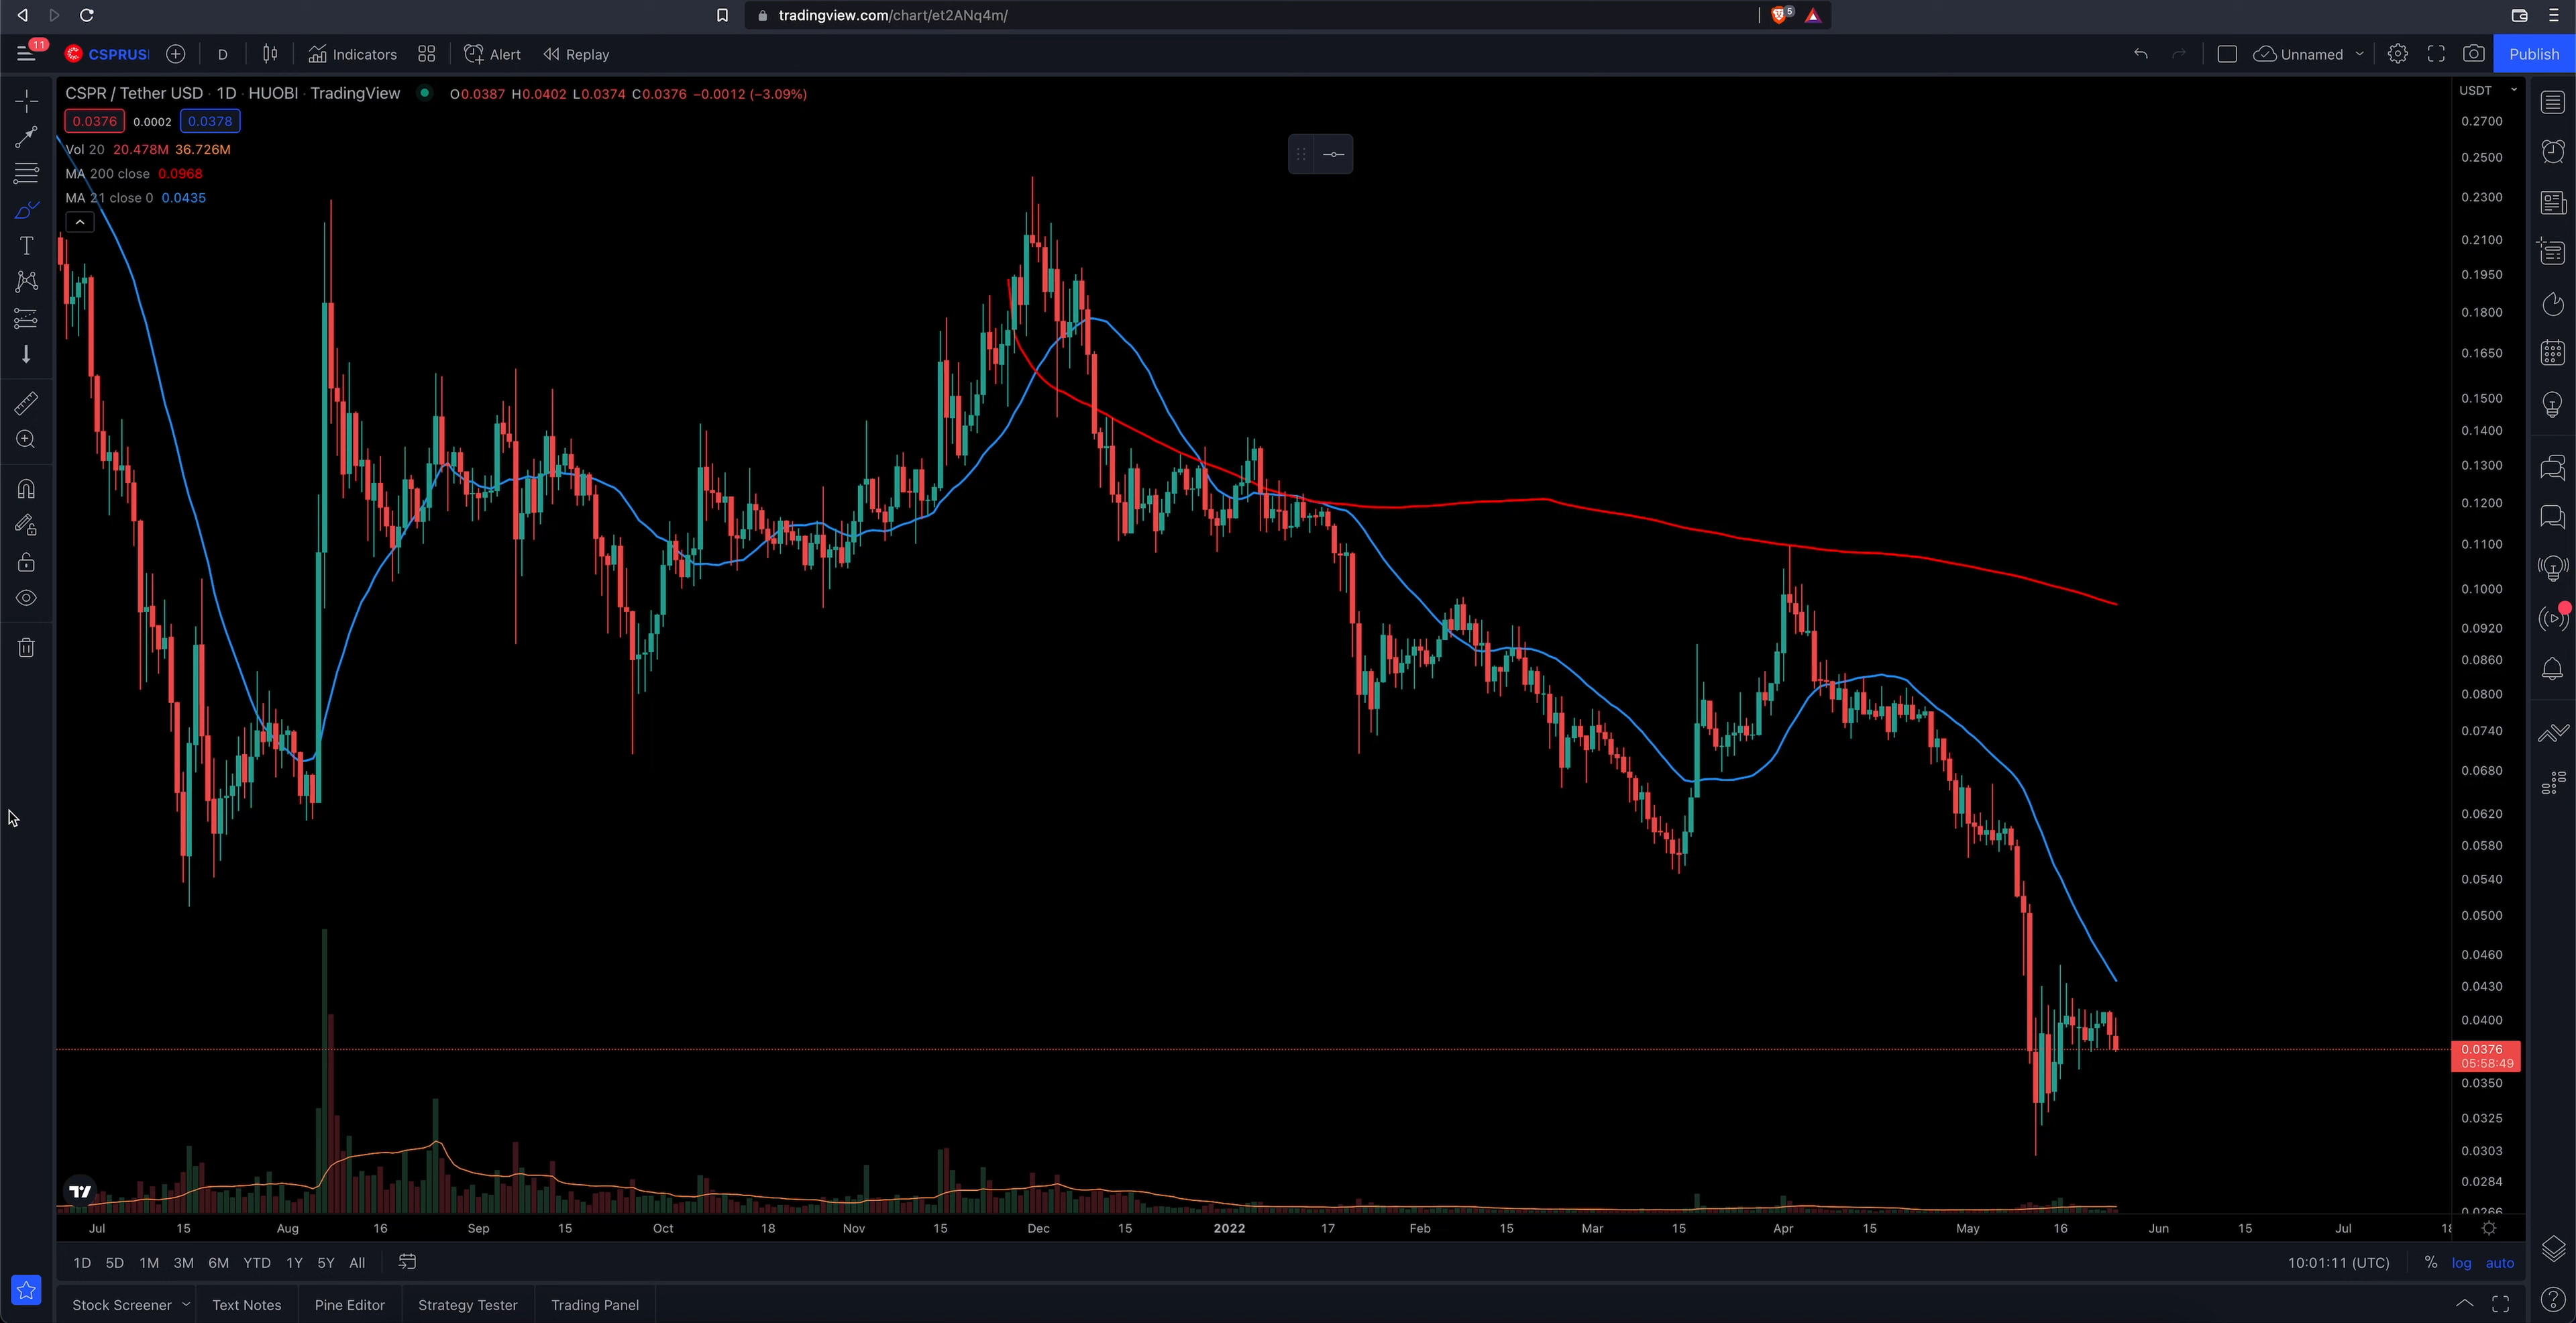 tradingview.com/chart/et2ANq4m/ 5
11 CSPRUS D Indicators Alert Replay Unnamed Publish
CSPR / Tether USD · 1D · HUOBI · TradingView O0.0387 H0.0402 L0.0374 C0.0376 −0.0012 (−3.09%)
0.0376 0.0002 0.0378
Vol 20 20.478M 36.726M
MA 200 close 0.0968
MA 21 close 0 0.0435
USDT
0.2700
0.2500
0.2300
0.2100
0.1950
0.1800
0.1650
0.1500
0.1400
0.1300
0.1200
0.1100
0.1000
0.0920
0.0860
0.0800
0.0740
0.0680
0.0620
0.0580
0.0540
0.0500
0.0460
0.0430
0.0400
0.0376
05:58:49
0.0350
0.0325
0.0303
0.0284
0.0266
Jul 15 Aug 16 Sep 15 Oct 18 Nov 15 Dec 15 2022 17 Feb 15 Mar 15 Apr 15 May 16 Jun 15 Jul 18
1D 5D 1M 3M 6M YTD 1Y 5Y All 10:01:11 (UTC) % log auto
Stock Screener Text Notes Pine Editor Strategy Tester Trading Panel